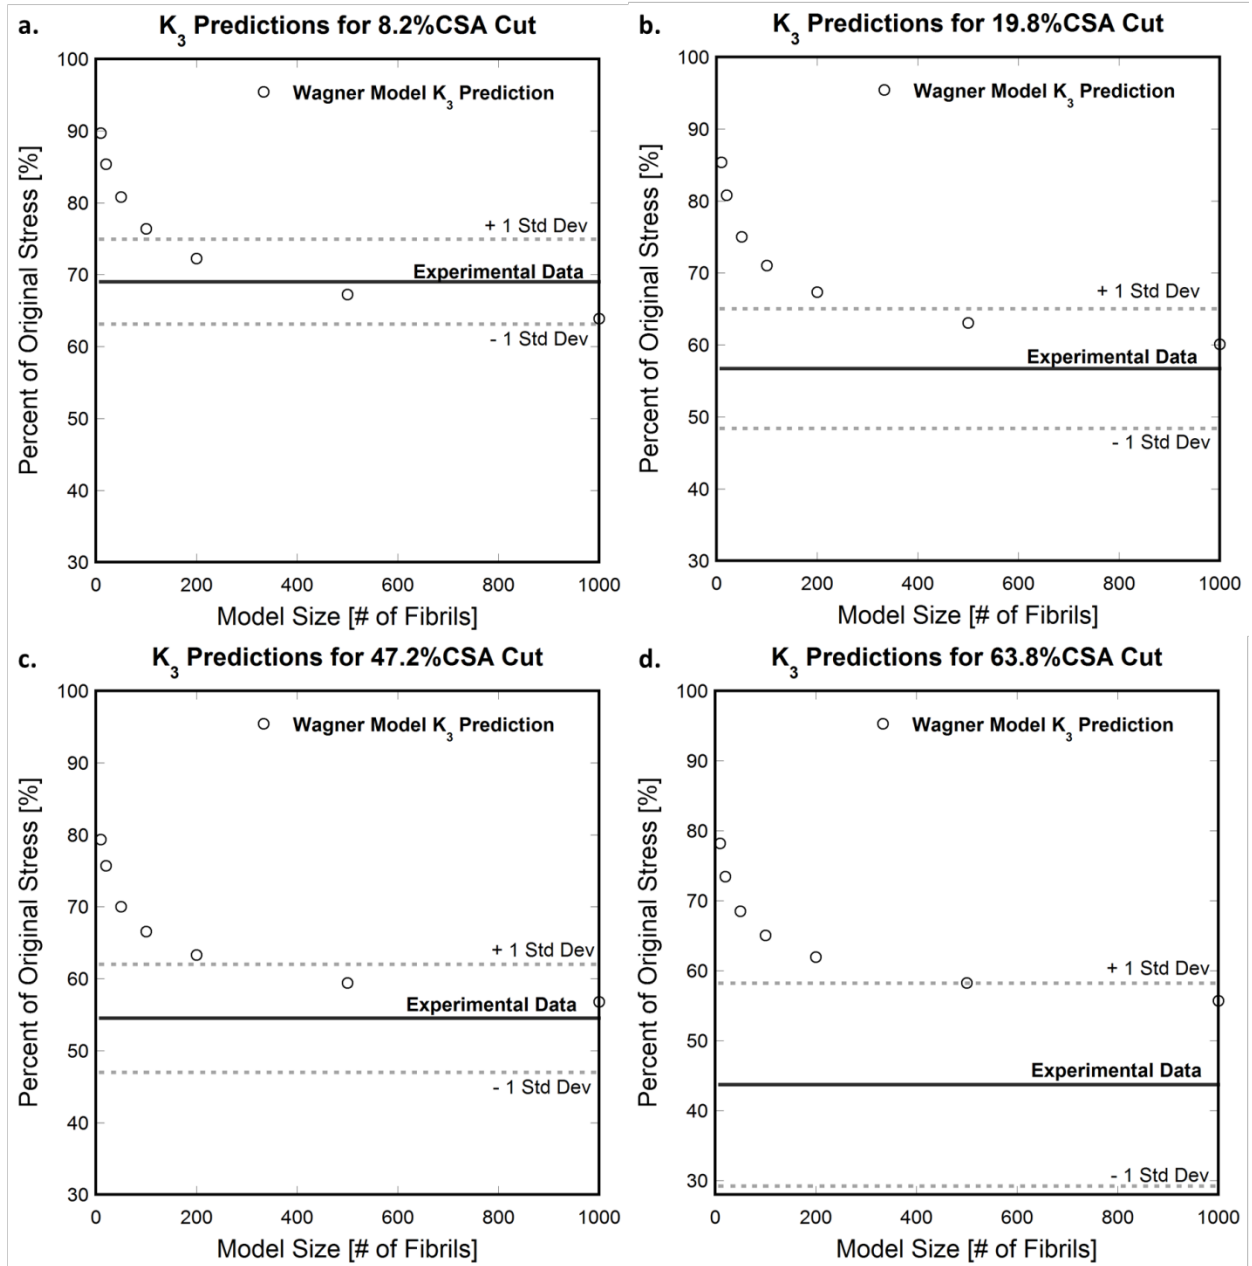 a. K3 Predictions for 8.2%CSA Cut
Percent of Original Stress [%]
100
90
80
70
60
50
40
30
Wagner Model K3 Prediction
+ 1 Std Dev
Experimental Data
- 1 Std Dev
0 200 400 600 800 1000
Model Size [# of Fibrils]
b. K3 Predictions for 19.8%CSA Cut
Percent of Original Stress [%]
100
90
80
70
60
50
40
30
Wagner Model K3 Prediction
+ 1 Std Dev
Experimental Data
- 1 Std Dev
0 200 400 600 800 1000
Model Size [# of Fibrils]
c. K3 Predictions for 47.2%CSA Cut
Percent of Original Stress [%]
100
90
80
70
60
50
40
30
Wagner Model K3 Prediction
+ 1 Std Dev
Experimental Data
- 1 Std Dev
0 200 400 600 800 1000
Model Size [# of Fibrils]
d. K3 Predictions for 63.8%CSA Cut
Percent of Original Stress [%]
100
90
80
70
60
50
40
30
Wagner Model K3 Prediction
+ 1 Std Dev
Experimental Data
- 1 Std Dev
0 200 400 600 800 1000
Model Size [# of Fibrils]